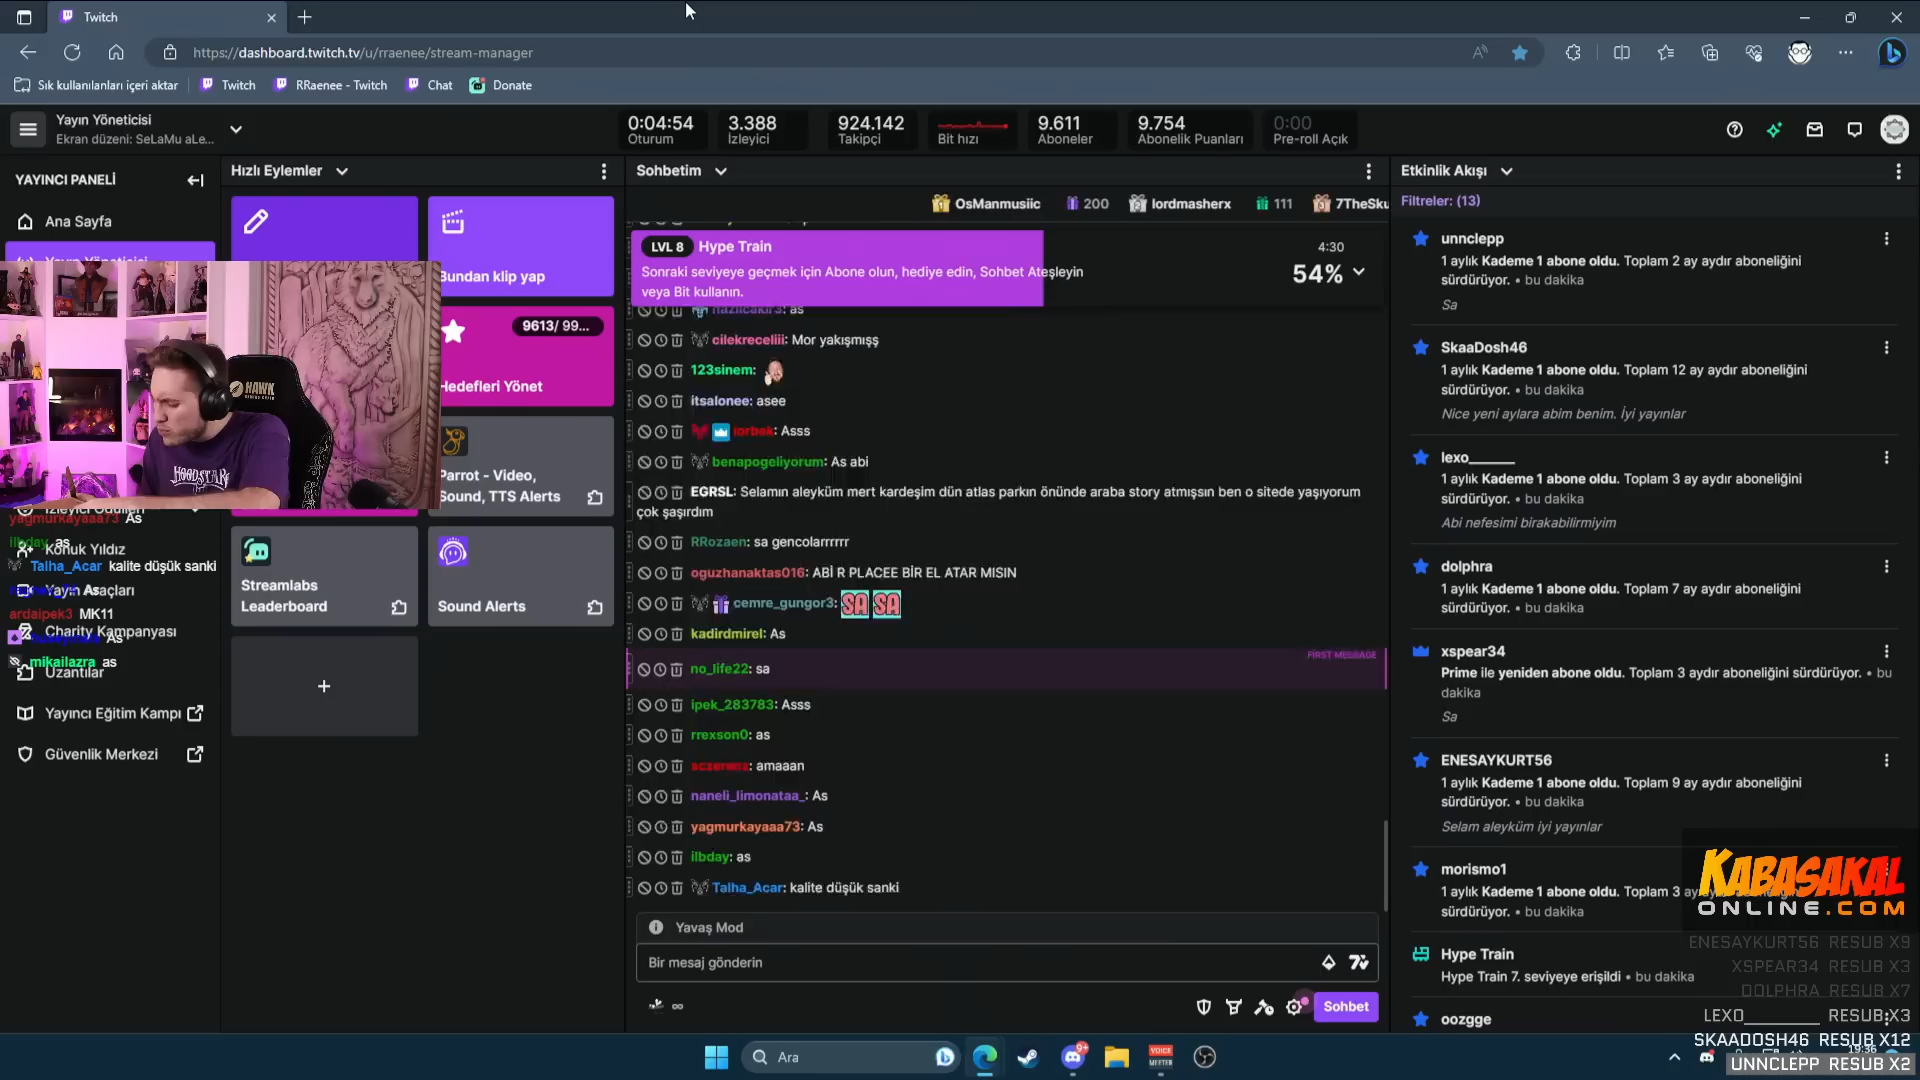 Twitch
https://dashboard.twitch.tv/u/rraenee/stream-manager
Sık kullanılanları içeri aktar
Twitch
RRaenee - Twitch
Chat
Donate
Yayın Yöneticisi
Ekran düzeni: SeLaMu aLe...
0:04:54
Oturum
3.388
İzleyici
924.142
Takipçi
Bit hızı
9.611
Aboneler
9.754
Abonelik Puanları
0:00
Pre-roll Açık
YAYINCI PANELİ
Ana Sayfa
Konuk Yıldız
Yayın Araçları
Charity Kampanyası
Uzantılar
Yayıncı Eğitim Kampı
Güvenlik Merkezi
yagmurkayaaa73 As
ilbday as
Talha_Acar kalite düşük sanki
As
ardaipek3 MK11
As
mikailazra as
HOODSTAR
HAWK
Hızlı Eylemler
Bundan klip yap
9613/ 99...
Hedefleri Yönet
Parrot - Video,
Sound, TTS Alerts
Streamlabs
Leaderboard
Sound Alerts
+
Sohbetim
OsManmusiic
200
lordmasherx
111
7TheSku
LVL 8 Hype Train
4:30
Sonraki seviyeye geçmek için Abone olun, hediye edin, Sohbet Ateşleyin
veya Bit kullanın.
54%
nazlicakir3: as
cilekreceliii: Mor yakışmışş
123sinem:
itsalonee: asee
iorbek: Asss
benapogeliyorum: As abi
EGRSL: Selamın aleyküm mert kardeşim dün atlas parkın önünde araba story atmışsın ben o sitede yaşıyorum
çok şaşırdım
RRozaen: sa gencolarrrrrr
oguzhanaktas016: ABİ R PLACEE BİR EL ATAR MISIN
cemre_gungor3: SA SA
kadirdmirel: As
FIRST MESSAGE
no_life22: sa
ipek_283783: Asss
rrexson0: as
amaaan
naneli_limonataa_: As
yagmurkayaaa73: As
ilbday: as
Talha_Acar: kalite düşük sanki
Yavaş Mod
Bir mesaj gönderin
Sohbet
Etkinlik Akışı
Filtreler: (13)
unnclepp
1 aylık Kademe 1 abone oldu. Toplam 2 ay aydır aboneliğini
sürdürüyor. • bu dakika
Sa
SkaaDosh46
1 aylık Kademe 1 abone oldu. Toplam 12 ay aydır aboneliğini
sürdürüyor. • bu dakika
Nice yeni aylara abim benim. İyi yayınlar
lexo______
1 aylık Kademe 1 abone oldu. Toplam 3 ay aydır aboneliğini
sürdürüyor. • bu dakika
Abi nefesimi birakabilirmiyim
dolphra
1 aylık Kademe 1 abone oldu. Toplam 7 ay aydır aboneliğini
sürdürüyor. • bu dakika
xspear34
Prime ile yeniden abone oldu. Toplam 3 aydır aboneliğini sürdürüyor. • bu
dakika
Sa
ENESAYKURT56
1 aylık Kademe 1 abone oldu. Toplam 9 ay aydır aboneliğini
sürdürüyor. • bu dakika
Selam aleyküm iyi yayınlar
morismo1
1 aylık Kademe 1 abone oldu. Toplam 3 ay
sürdürüyor. • bu dakika
Hype Train
Hype Train 7. seviyeye erişildi • bu dakika
oozgge
KABASAKAL
ONLINE.COM
ENESAYKURT56 RESUB X9
XSPEAR34 RESUB X3
DOLPHRA RESUB X7
LEXO________ RESUB X3
SKAADOSH46 RESUB X12
UNNCLEPP RESUB X2
Ara
9+
VOICE
MEETER
19:36